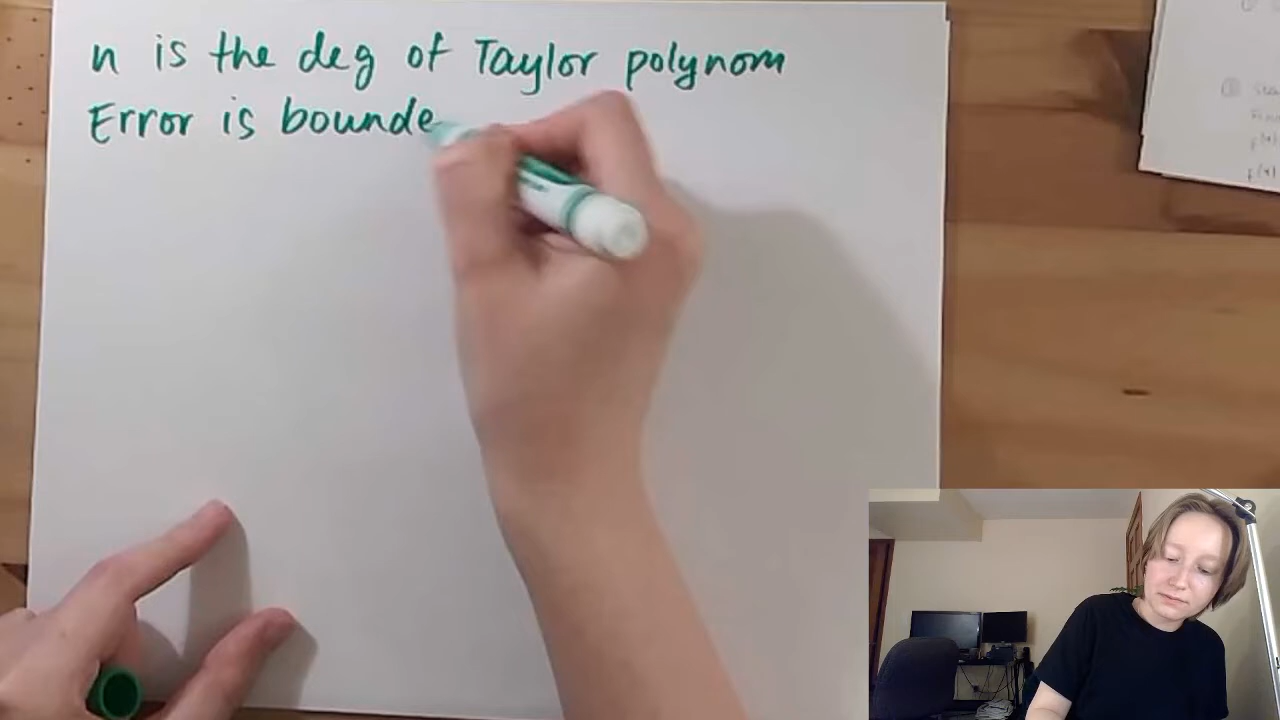 n is the deg of Taylor polynom
Error is bounde